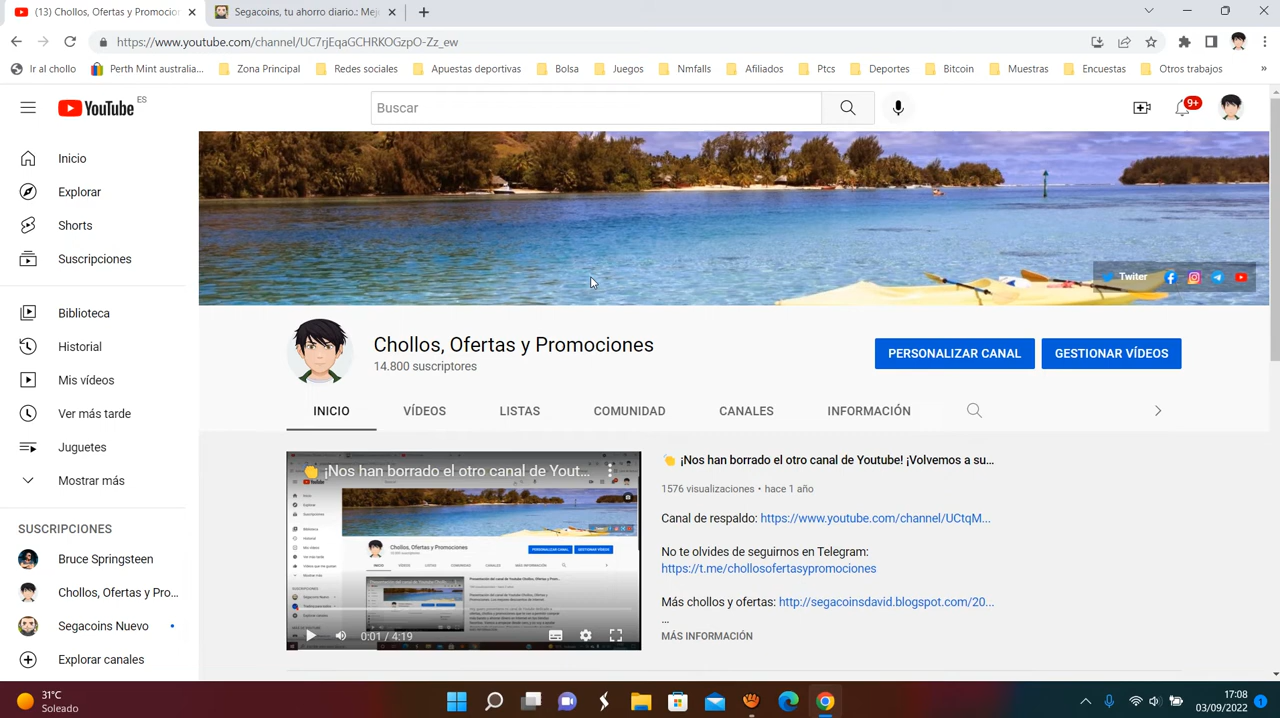 (13) Chollos, Ofertas y Promocior
Segacoins, tu ahorro diario.: Mej
https://www.youtube.com/channel/UC7rjEqaGCHRKOGzpO-Zz_ew
Ir al chollo
Perth Mint australia...
Zona Principal
Redes sociales
Apuestas deportivas
Bolsa
Juegos
Nmfalls
Afiliados
Ptcs
Deportes
Bitcoin
Muestras
Encuestas
Otros trabajos
»
YouTube ES
Buscar
9+
Inicio
Explorar
Shorts
Suscripciones
Biblioteca
Historial
Mis vídeos
Ver más tarde
Juguetes
Mostrar más
SUSCRIPCIONES
Bruce Springsteen
Chollos, Ofertas y Pro...
Segacoins Nuevo
Explorar canales
Twiter
Chollos, Ofertas y Promociones
14.800 suscriptores
PERSONALIZAR CANAL
GESTIONAR VÍDEOS
INICIO
VÍDEOS
LISTAS
COMUNIDAD
CANALES
INFORMACIÓN
👏 ¡Nos han borrado el otro canal de Yout...
Chollos, Ofertas y Promociones
0:01 / 4:19
👏 ¡Nos han borrado el otro canal de Youtube! ¡Volvemos a su...
1576 visualizaciones • hace 1 año
Canal de respuido: https://www.youtube.com/channel/UCtqM...
No te olvides de seguirnos en Telegram:
https://t.me/chollosofertasypromociones
Más chollos y ofertas: http://segacoinsdavid.blogspot.com/20...
...
MÁS INFORMACIÓN
31°C
Soleado
17:08
03/09/2022
1